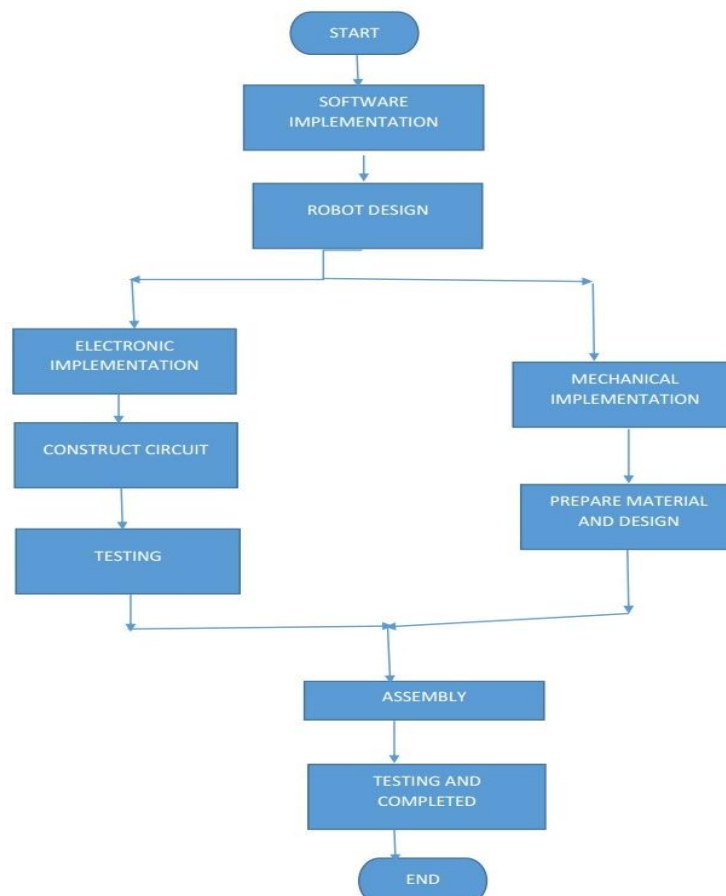 START
SOFTWARE
IMPLEMENTATION
ROBOT DESIGN
ELECTRONIC
IMPLEMENTATION
CONSTRUCT CIRCUIT
TESTING
MECHANICAL
IMPLEMENTATION
PREPARE MATERIAL
AND DESIGN
ASSEMBLY
TESTING AND
COMPLETED
END